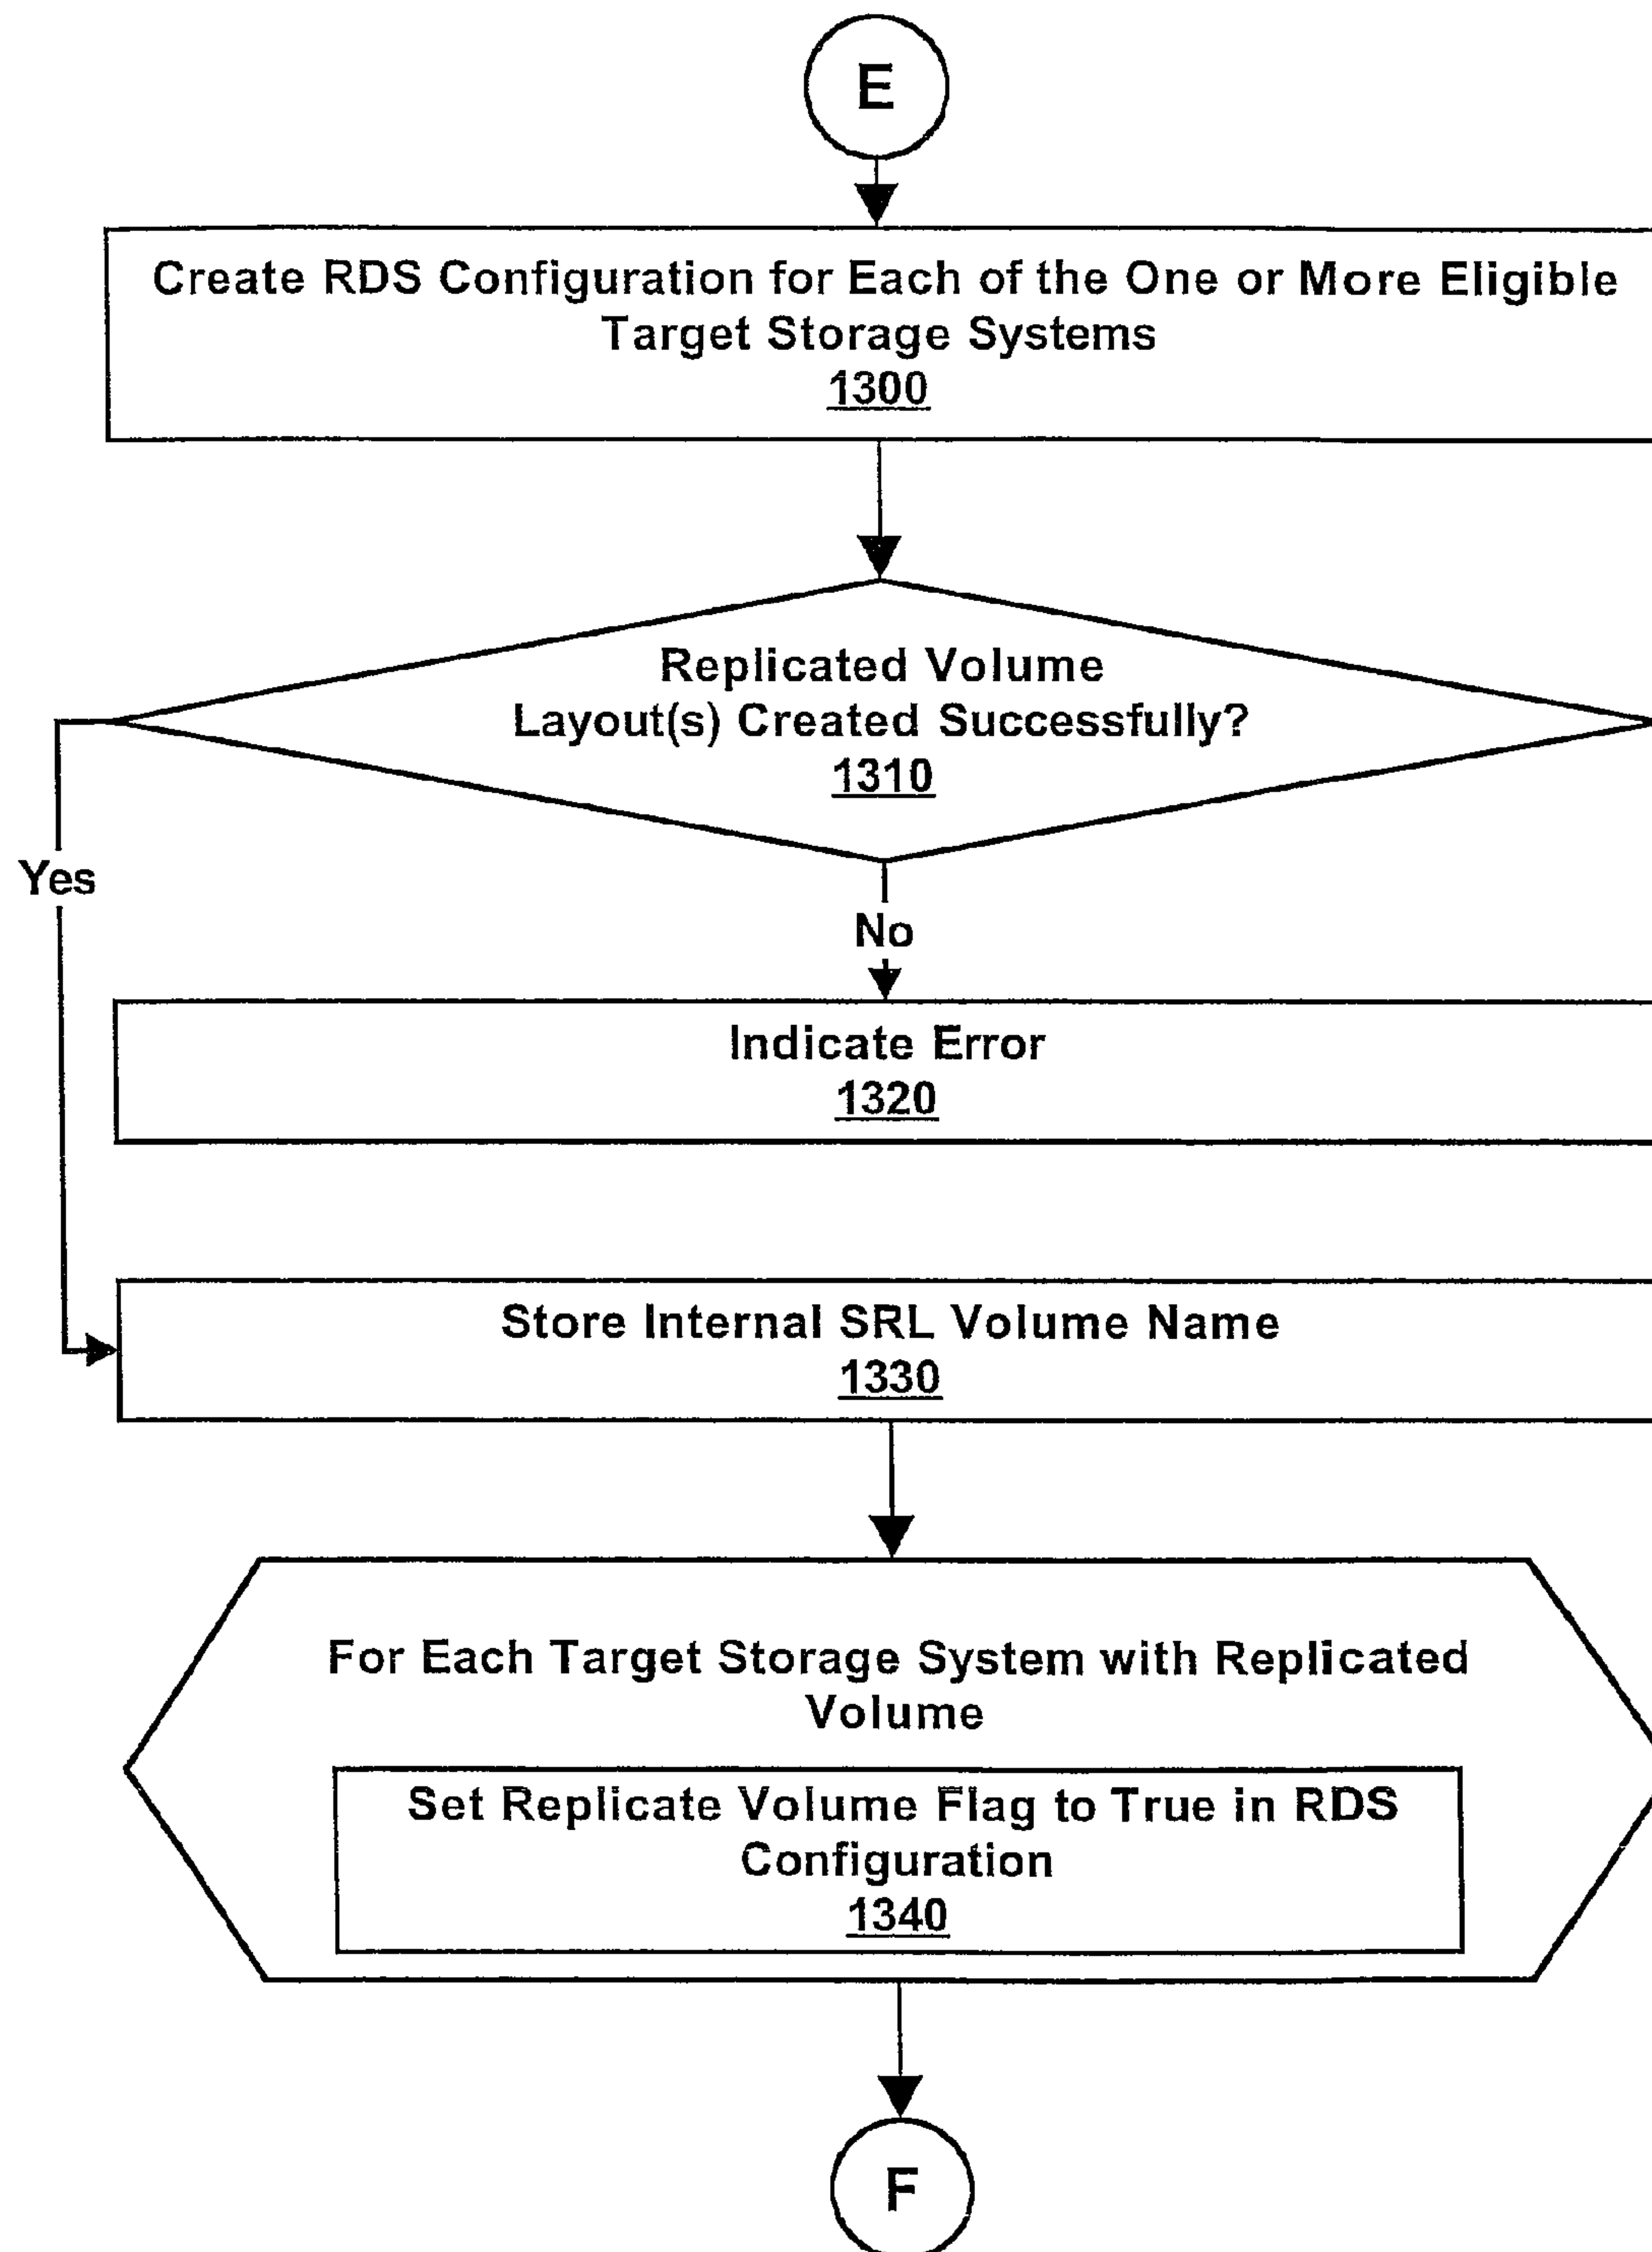 E
Create RDS Configuration for Each of the One or More Eligible
Target Storage Systems
1300
Replicated Volume
Layout(s) Created Successfully?
1310
Yes
No
Indicate Error
1320
Store Internal SRL Volume Name
1330
For Each Target Storage System with Replicated
Volume
Set Replicate Volume Flag to True in RDS
Configuration
1340
F